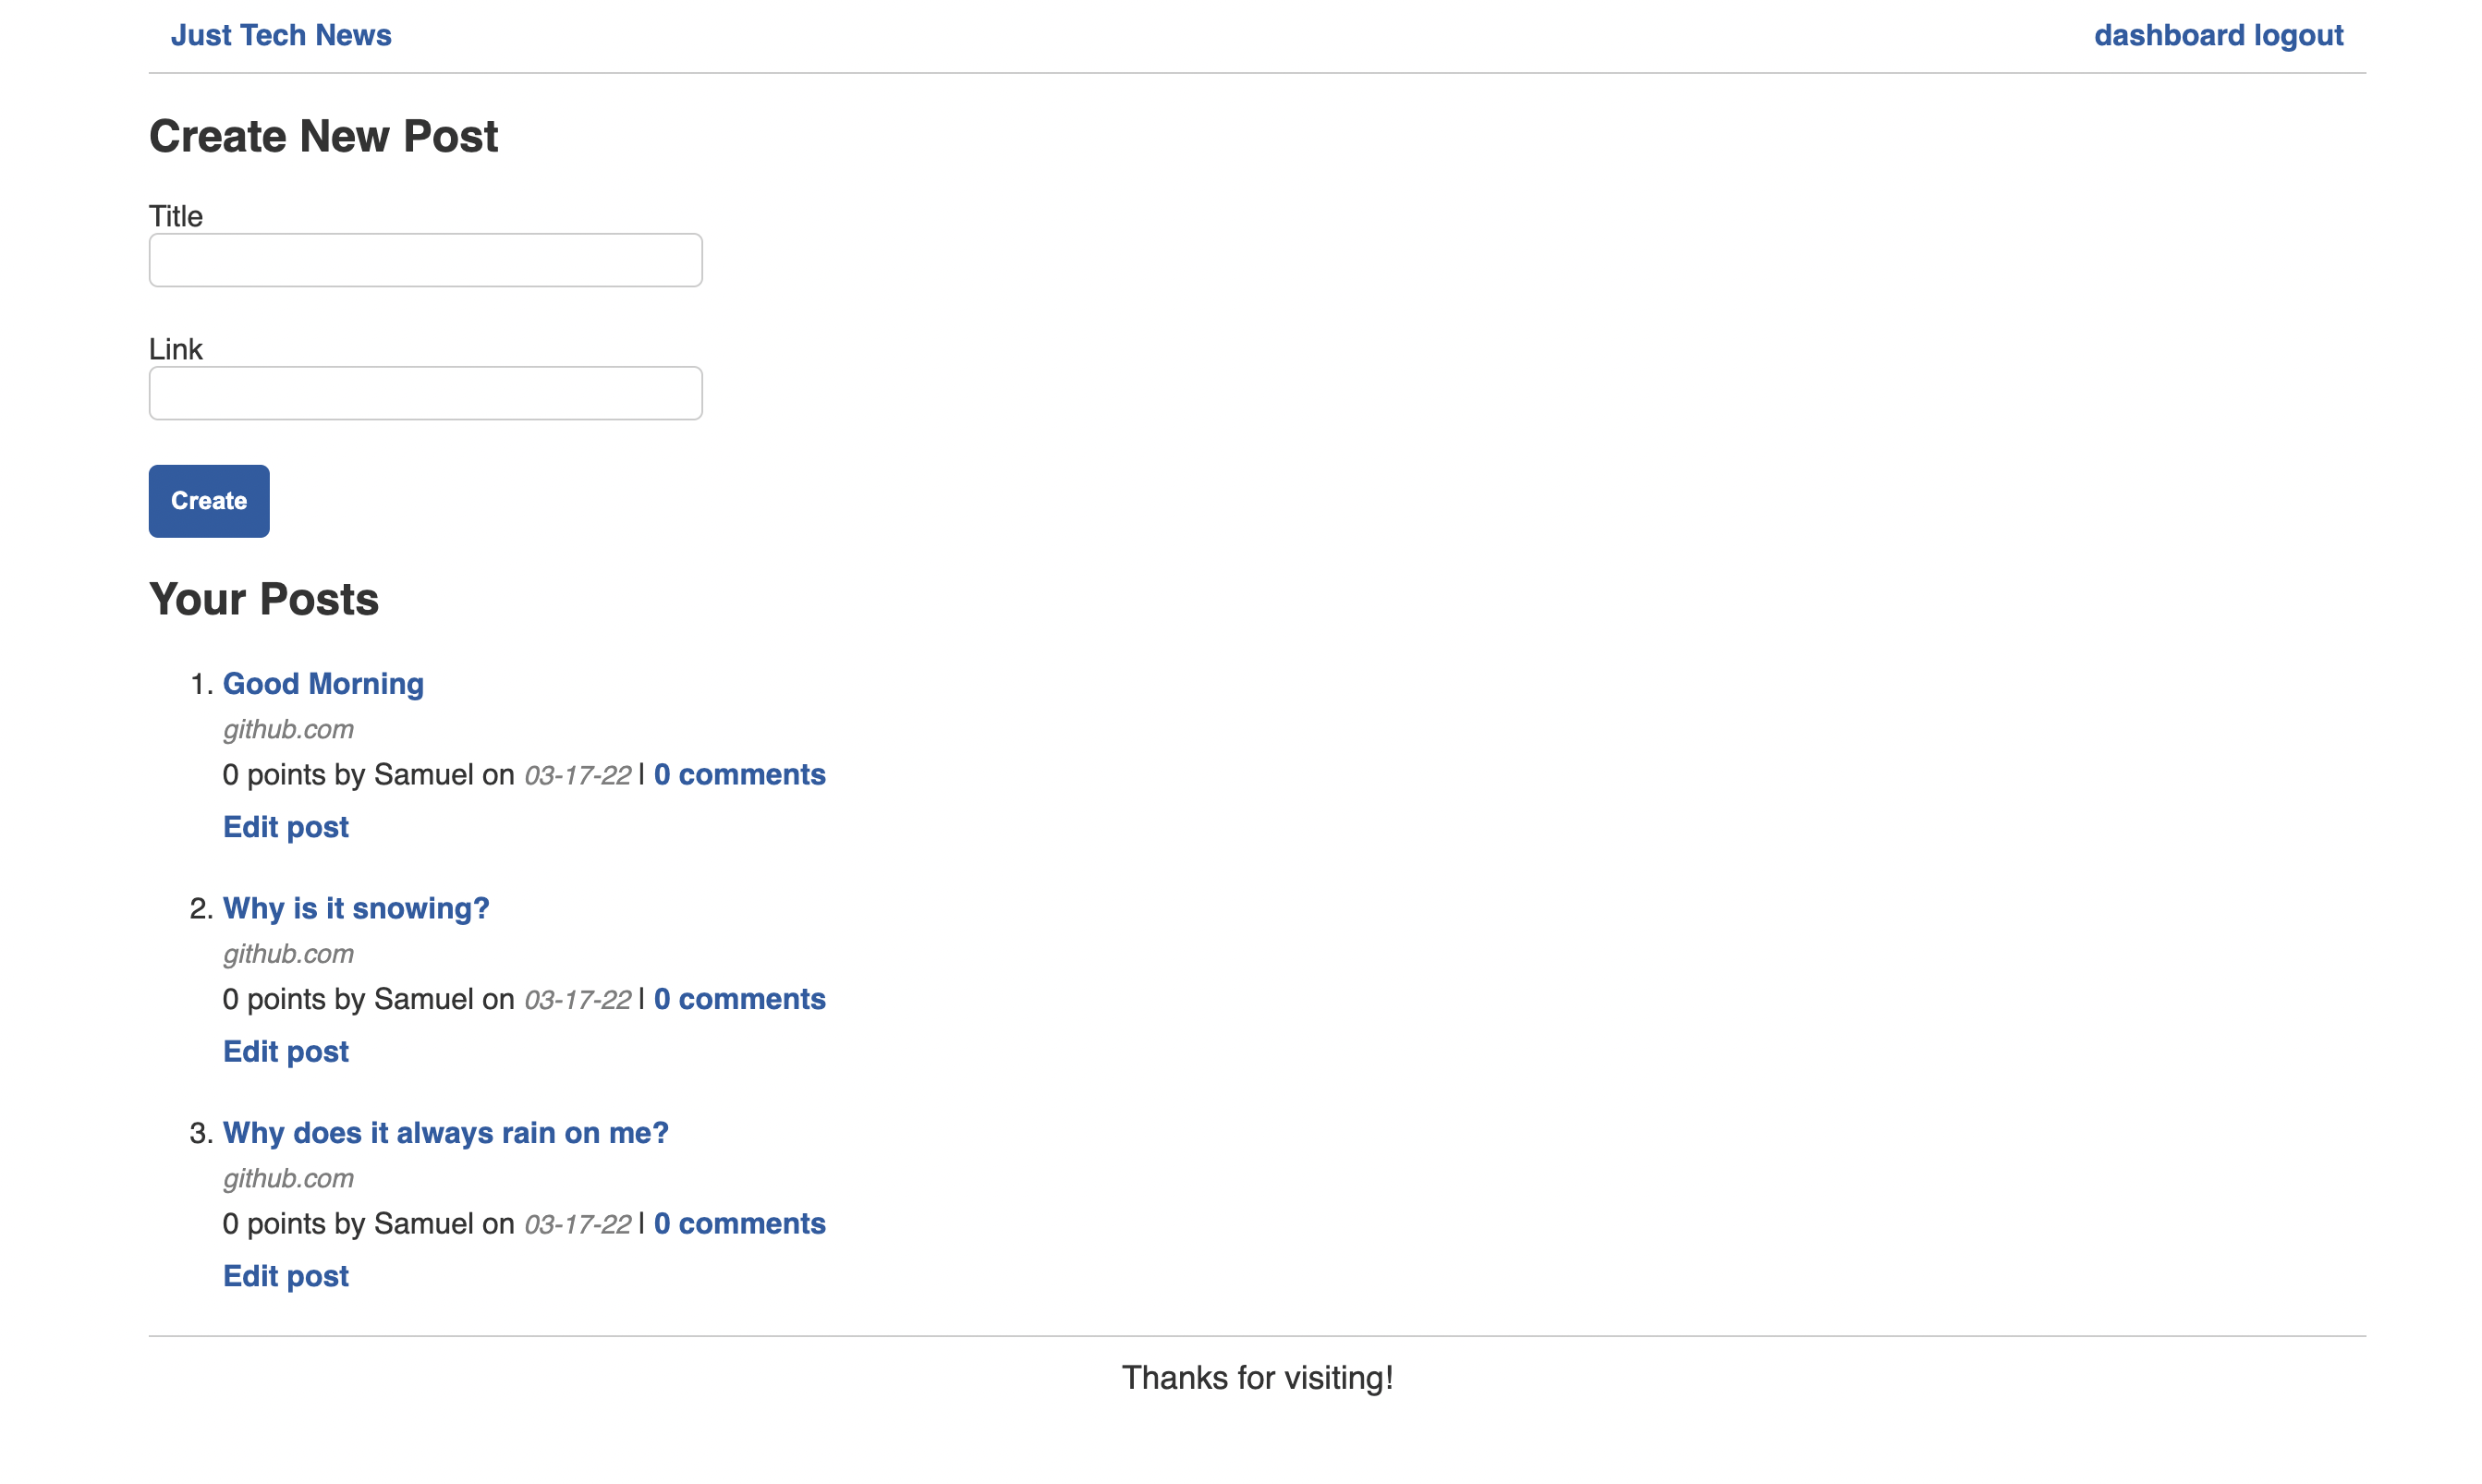 Just Tech News
dashboard logout
Create New Post
Title
Link
Create
Your Posts
1. Good Morning
github.com
0 points by Samuel on 03-17-22 | 0 comments
Edit post
2. Why is it snowing?
github.com
0 points by Samuel on 03-17-22 | 0 comments
Edit post
3. Why does it always rain on me?
github.com
0 points by Samuel on 03-17-22 | 0 comments
Edit post
Thanks for visiting!